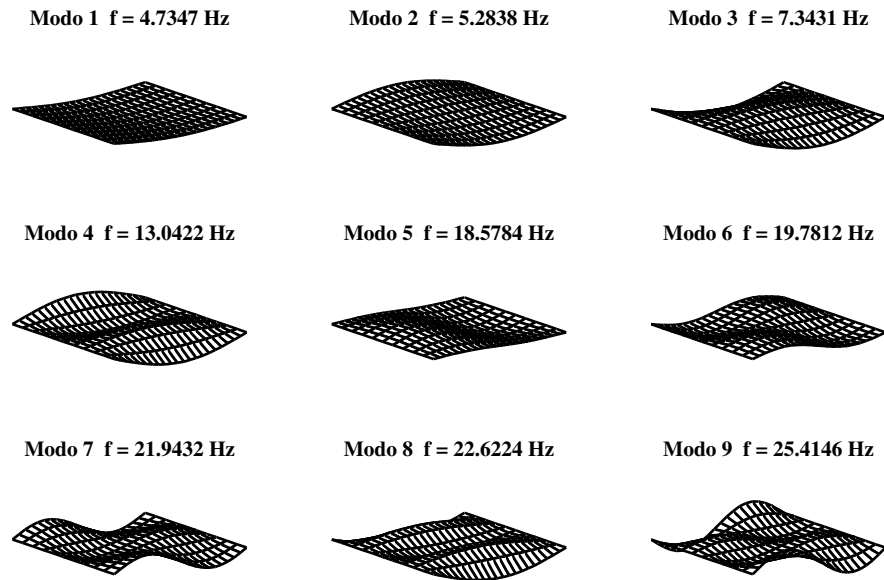 Modo 1  f = 4.7347 Hz
Modo 2  f = 5.2838 Hz
Modo 3  f = 7.3431 Hz
Modo 4  f = 13.0422 Hz
Modo 5  f = 18.5784 Hz
Modo 6  f = 19.7812 Hz
Modo 7  f = 21.9432 Hz
Modo 8  f = 22.6224 Hz
Modo 9  f = 25.4146 Hz